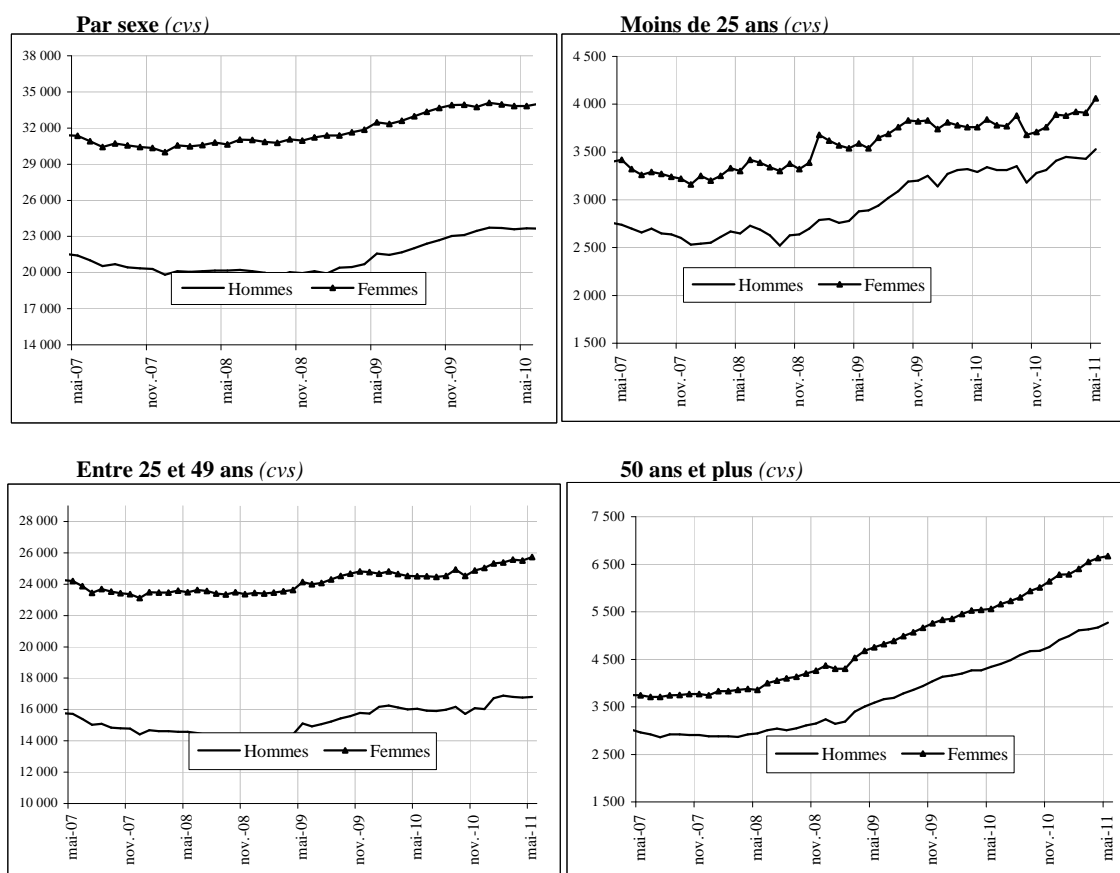 Par sexe (cvs)
38 000
34 000
30 000
26 000
22 000
18 000
14 000
Hommes Femmes
mai-07 nov.-07 mai-08 nov.-08 mai-09 nov.-09 mai-10
Moins de 25 ans (cvs)
4 500
4 000
3 500
3 000
2 500
2 000
1 500
Hommes Femmes
mai-07 nov.-07 mai-08 nov.-08 mai-09 nov.-09 mai-10 nov.-10 mai-11
Entre 25 et 49 ans (cvs)
28 000
26 000
24 000
22 000
20 000
18 000
16 000
14 000
12 000
10 000
Hommes Femmes
mai-07 nov.-07 mai-08 nov.-08 mai-09 nov.-09 mai-10 nov.-10 mai-11
50 ans et plus (cvs)
7 500
6 500
5 500
4 500
3 500
2 500
1 500
Hommes Femmes
mai-07 nov.-07 mai-08 nov.-08 mai-09 nov.-09 mai-10 nov.-10 mai-11